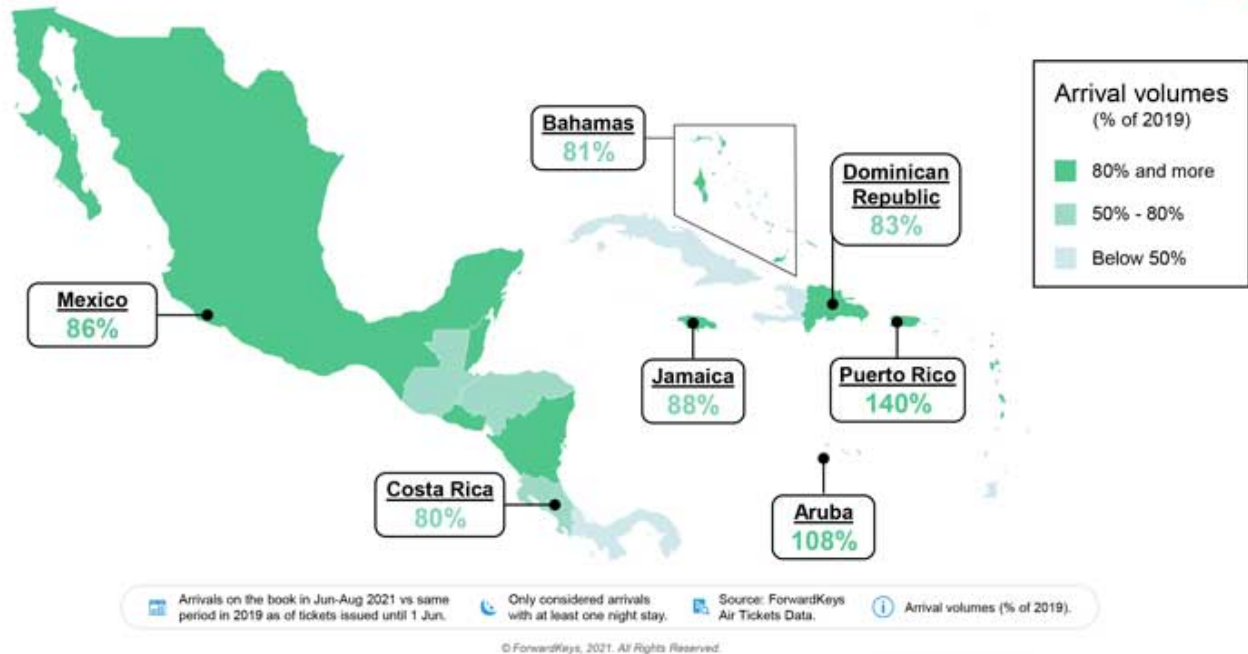 Arrival volumes
(% of 2019)
80% and more
50% - 80%
Below 50%
Bahamas
81%
Dominican
Republic
83%
Mexico
86%
Jamaica
88%
Puerto Rico
140%
Costa Rica
80%
Aruba
108%
Arrivals on the book in Jun-Aug 2021 vs same
period in 2019 as of tickets issued until 1 Jun.
Only considered arrivals
with at least one night stay.
Source: ForwardKeys
Air Tickets Data.
Arrival volumes (% of 2019).
© ForwardKeys, 2021. All Rights Reserved.